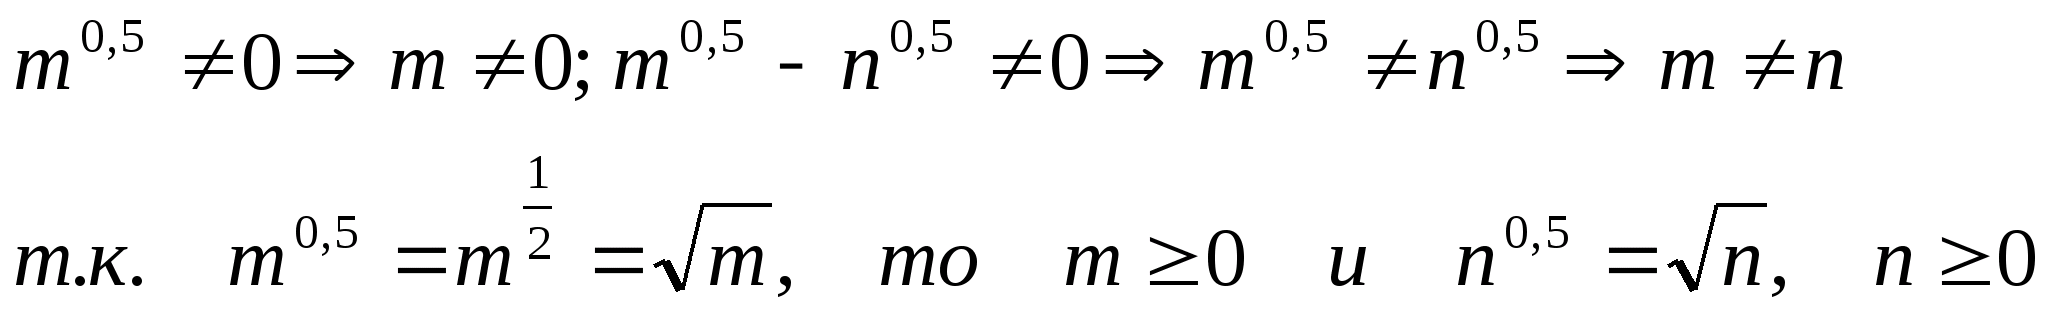 m^0,5 ≠ 0 ⇒ m ≠ 0; m^0,5 - n^0,5 ≠ 0 ⇒ m^0,5 ≠ n^0,5 ⇒ m ≠ n
т.к. m^0,5 = m^(1/2) = √m, то m ≥ 0 и n^0,5 = √n, n ≥ 0